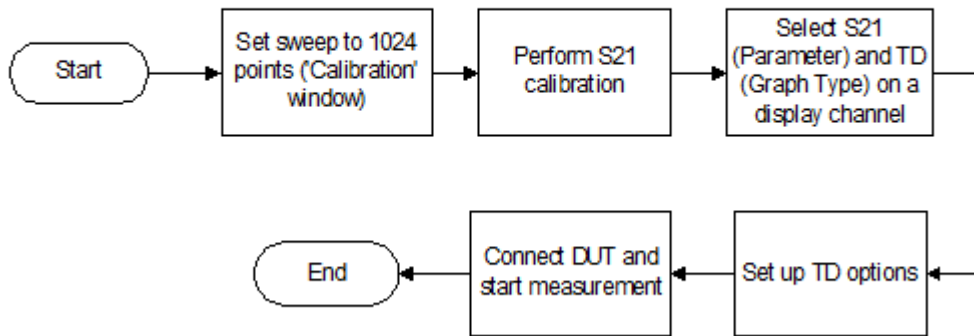 Start
Set sweep to 1024
points ('Calibration'
window)
Perform S21
calibration
Select S21
(Parameter) and TD
(Graph Type) on a
display channel
Set up TD options
Connect DUT and
start measurement
End